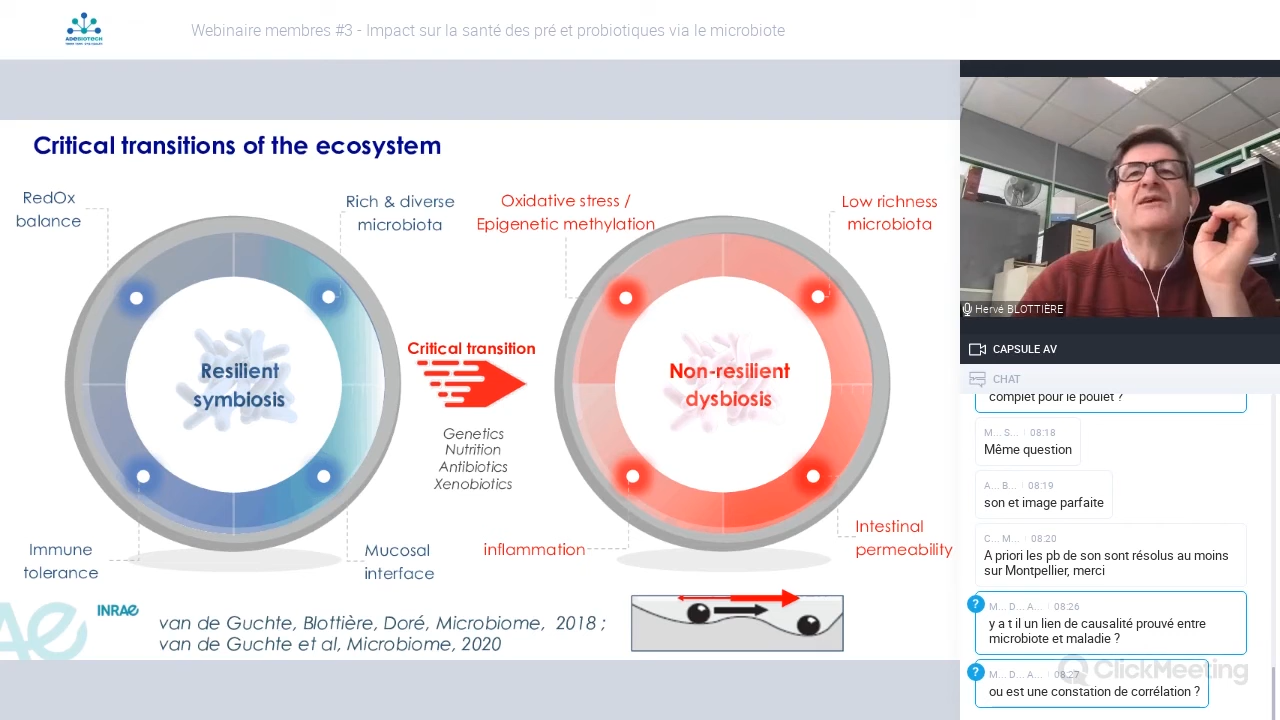 ADEBIOTECH
Webinaire membres #3 - Impact sur la santé des pré et probiotiques via le microbiote
Critical transitions of the ecosystem
RedOx
balance
Rich & diverse
microbiota
Oxidative stress /
Epigenetic methylation
Low richness
microbiota
Critical transition
Resilient
symbiosis
Non-resilient
dysbiosis
Genetics
Nutrition
Antibiotics
Xenobiotics
Immune
tolerance
Mucosal
interface
inflammation
Intestinal
permeability
INRAE
van de Guchte, Blottière, Doré, Microbiome, 2018 ;
van de Guchte et al, Microbiome, 2020
Hervé BLOTTIÈRE
CAPSULE AV
CHAT
complet pour le poulet ?
M... S... 08:18
Même question
A... B... 08:19
son et image parfaite
C... M... 08:20
A priori les pb de son sont résolus au moins
sur Montpellier, merci
? M... D... A... 08:26
y a t il un lien de causalité prouvé entre
microbiote et maladie ?
? M... D... A... 08:27
ou est une constation de corrélation ?
ClickMeeting